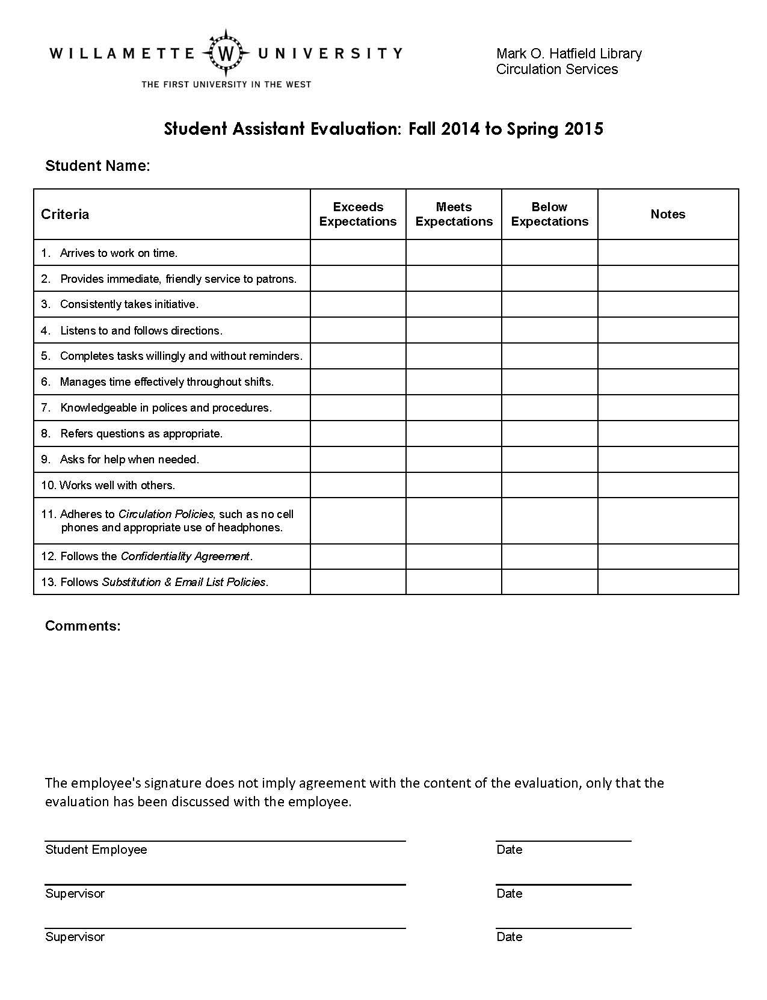 WILLAMETTE W UNIVERSITY
THE FIRST UNIVERSITY IN THE WEST
Mark O. Hatfield Library
Circulation Services
Student Assistant Evaluation: Fall 2014 to Spring 2015
Student Name:
Criteria
Exceeds
Expectations
Meets
Expectations
Below
Expectations
Notes
1. Arrives to work on time.
2. Provides immediate, friendly service to patrons.
3. Consistently takes initiative.
4. Listens to and follows directions.
5. Completes tasks willingly and without reminders.
6. Manages time effectively throughout shifts.
7. Knowledgeable in polices and procedures.
8. Refers questions as appropriate.
9. Asks for help when needed.
10. Works well with others.
11. Adheres to Circulation Policies, such as no cell
phones and appropriate use of headphones.
12. Follows the Confidentiality Agreement.
13. Follows Substitution & Email List Policies.
Comments:
The employee's signature does not imply agreement with the content of the evaluation, only that the
evaluation has been discussed with the employee.
Student Employee
Date
Supervisor
Date
Supervisor
Date